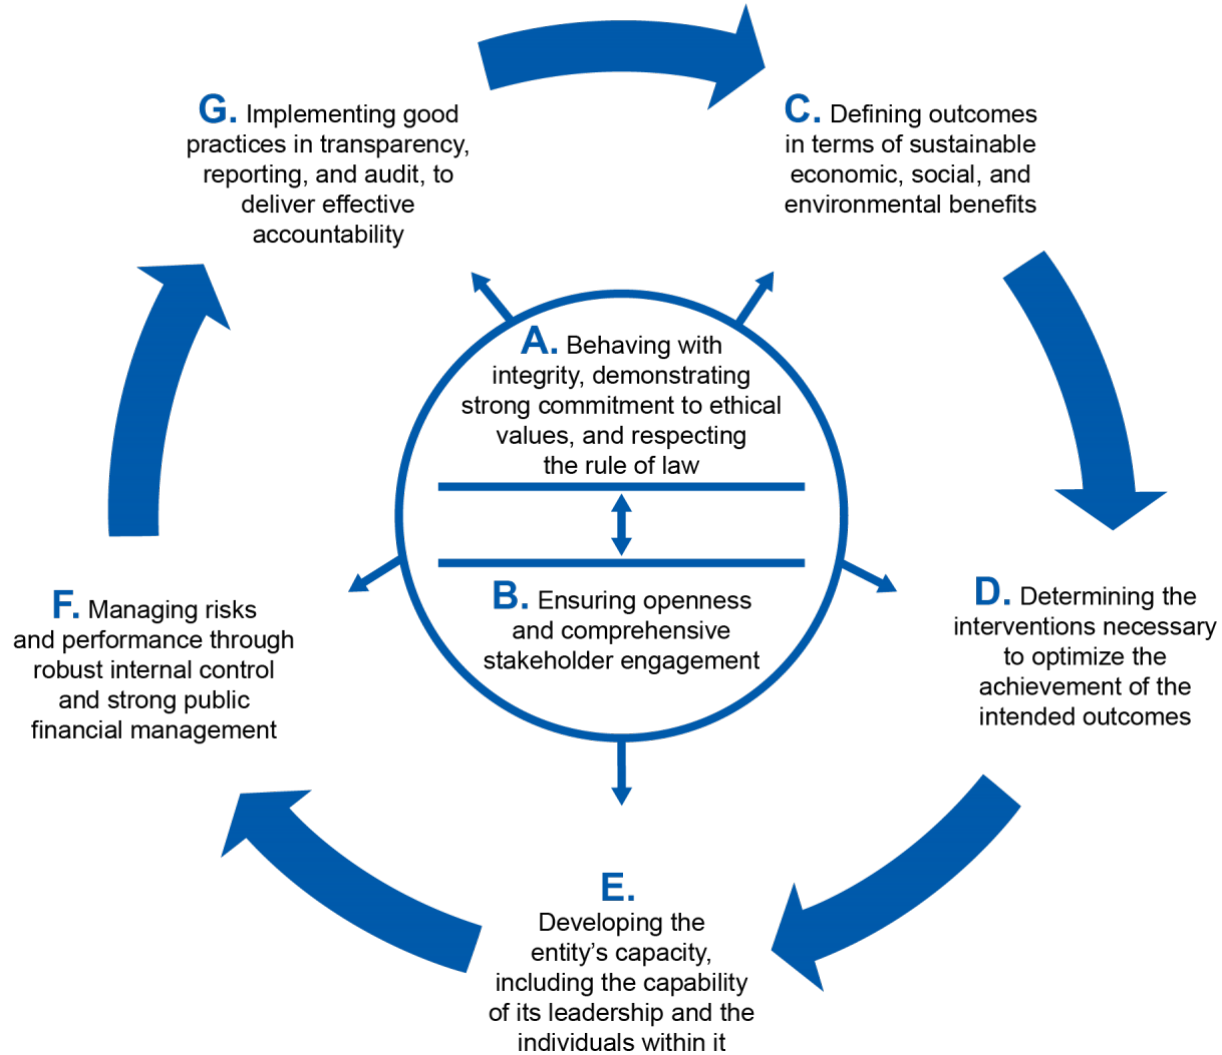 G. Implementing good
practices in transparency,
reporting, and audit, to
deliver effective
accountability
C. Defining outcomes
in terms of sustainable
economic, social, and
environmental benefits
A. Behaving with
integrity, demonstrating
strong commitment to ethical
values, and respecting
the rule of law
B. Ensuring openness
and comprehensive
stakeholder engagement
F. Managing risks
and performance through
robust internal control
and strong public
financial management
D. Determining the
interventions necessary
to optimize the
achievement of the
intended outcomes
E.
Developing the
entity’s capacity,
including the capability
of its leadership and the
individuals within it